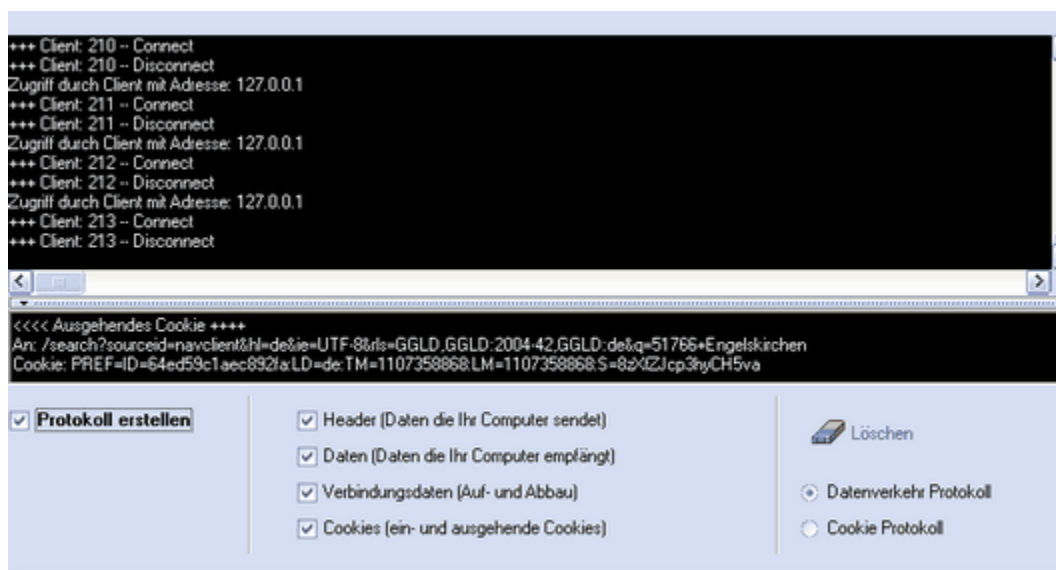 +++ Client: 210 -- Connect
+++ Client: 210 -- Disconnect
Zugriff durch Client mit Adresse: 127.0.0.1
+++ Client: 211 -- Connect
+++ Client: 211 -- Disconnect
Zugriff durch Client mit Adresse: 127.0.0.1
+++ Client: 212 -- Connect
+++ Client: 212 -- Disconnect
Zugriff durch Client mit Adresse: 127.0.0.1
+++ Client: 213 -- Connect
+++ Client: 213 -- Disconnect
<<<< Ausgehendes Cookie ++++
An: /search?sourceid=navclient&hl=de&ie=UTF-8&rls=GGLD,GGLD:2004-42,GGLD:de&q=51766+Engelskirchen
Cookie: PREF=ID=64ed59c1aec892fa:LD=de:TM=1107358868:LM=1107358868:
Protokoll erstellen
Header (Daten die Ihr Computer sendet)
Daten (Daten die Ihr Computer empfängt)
Verbindungsdaten (Auf- und Abbau)
Cookies (ein- und ausgehende Cookies)
Löschen
Datenverkehr Protokoll
Cookie Protokoll